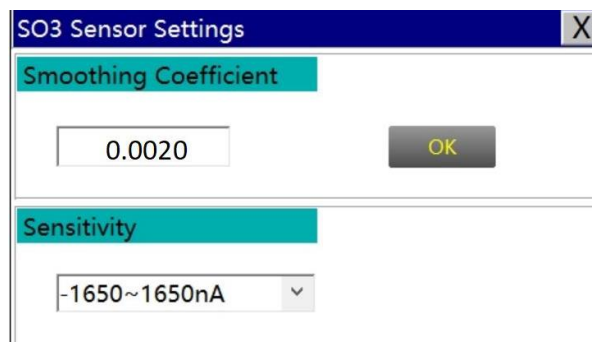 SO3 Sensor Settings X
Smoothing Coefficient
0.0020 OK
Sensitivity
-1650~1650nA